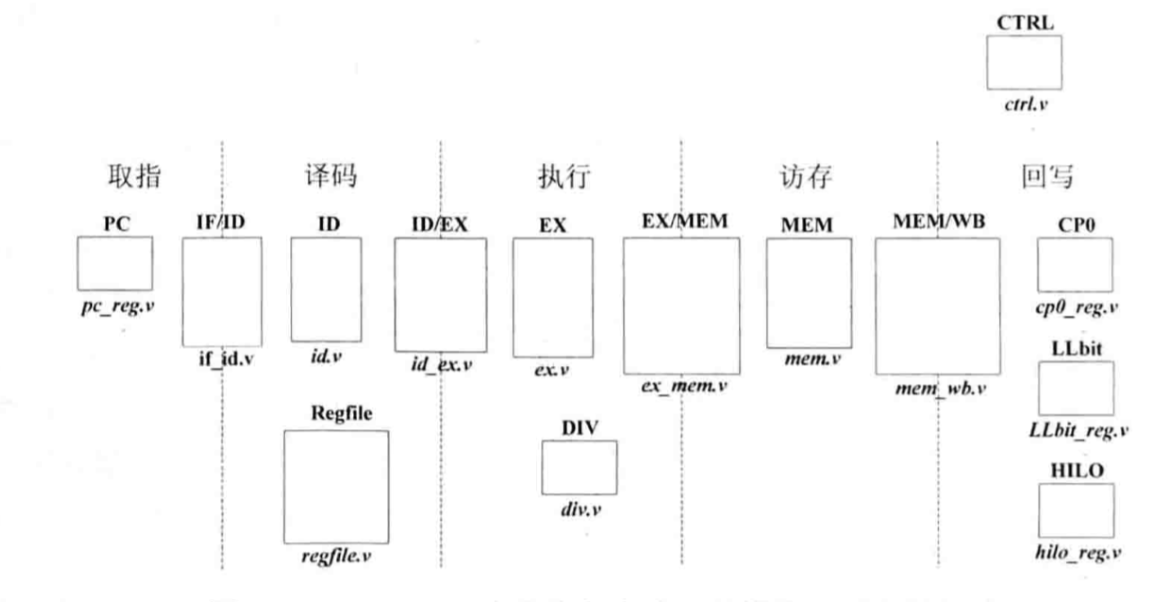 CTRL
ctrl.v
取指 译码 执行 访存 回写
PC IF/ID ID ID/EX EX EX/MEM MEM MEM/WB CP0
pc_reg.v if_id.v id.v id_ex.v ex.v ex_mem.v mem.v mem_wb.v cp0_reg.v
LLbit
LLbit_reg.v
Regfile DIV HILO
regfile.v div.v hilo_reg.v